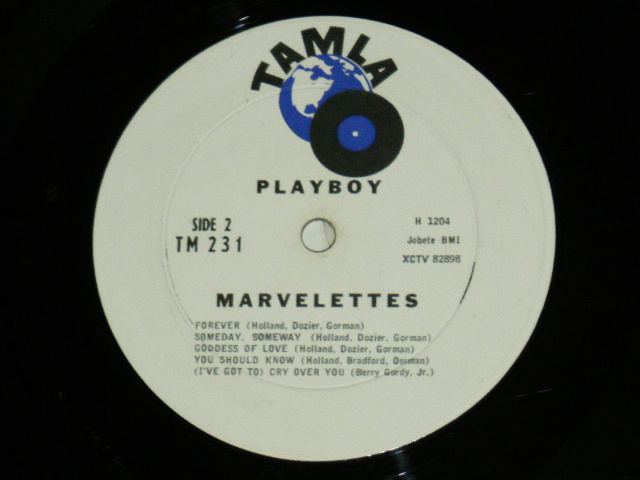 TAMLA
PLAYBOY
SIDE 2
TM 231
H 1204
Jobete BMI
XCTV 82898
MARVELETTES
FOREVER (Holland, Dozier, Gorman)
SOMEDAY, SOMEWAY (Holland, Dozier, Gorman)
GODDESS OF LOVE (Holland, Dozier, Gorman)
YOU SHOULD KNOW (Holland, Bradford, Ossman)
(I'VE GOT TO) CRY OVER YOU (Berry Gordy, Jr.)